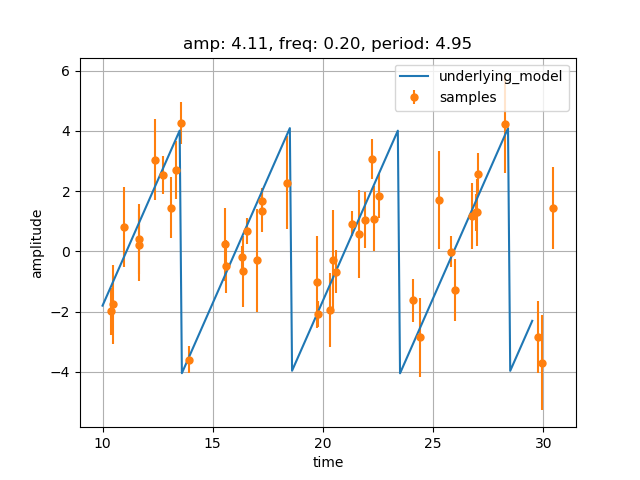 amp: 4.11, freq: 0.20, period: 4.95
underlying_model
samples
6
4
2
0
−2
−4
amplitude
10
15
20
25
30
time